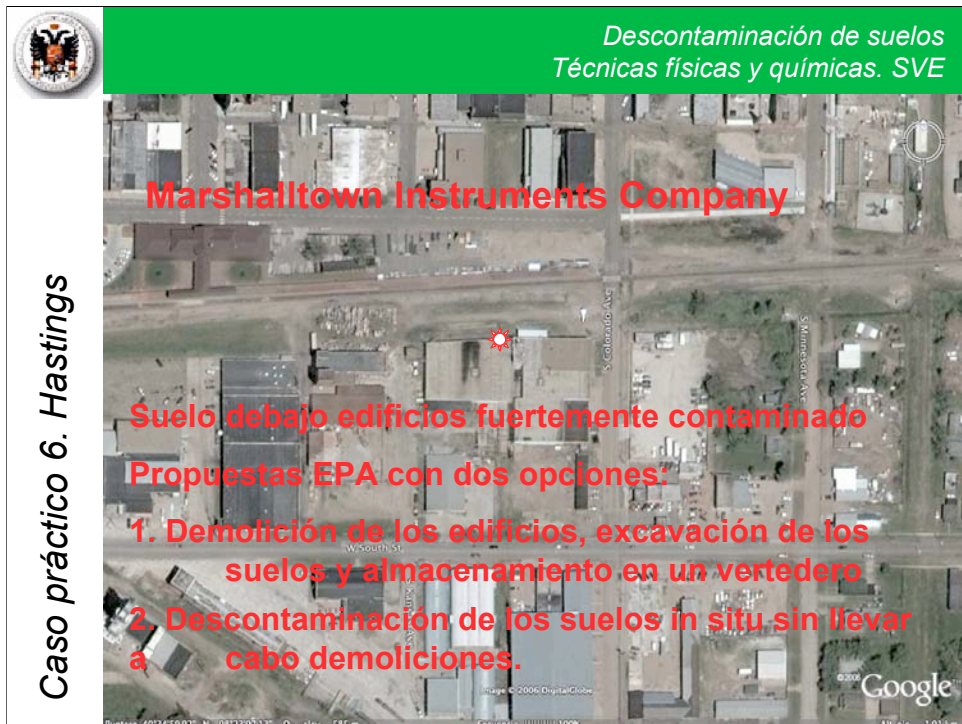 Descontaminación de suelos
Técnicas físicas y químicas. SVE
Caso práctico 6. Hastings
Marshalltown Instruments Company
S Colorado Ave
S Minnesota Ave
Suelo debajo edificios fuertemente contaminado
Propuestas EPA con dos opciones:
1. Demolición de los edificios, excavación de los
W South St
suelos y almacenamiento en un vertedero
2. Descontaminación de los suelos in situ sin llevar
a cabo demoliciones.
Image © 2006 DigitalGlobe
©2006 Google